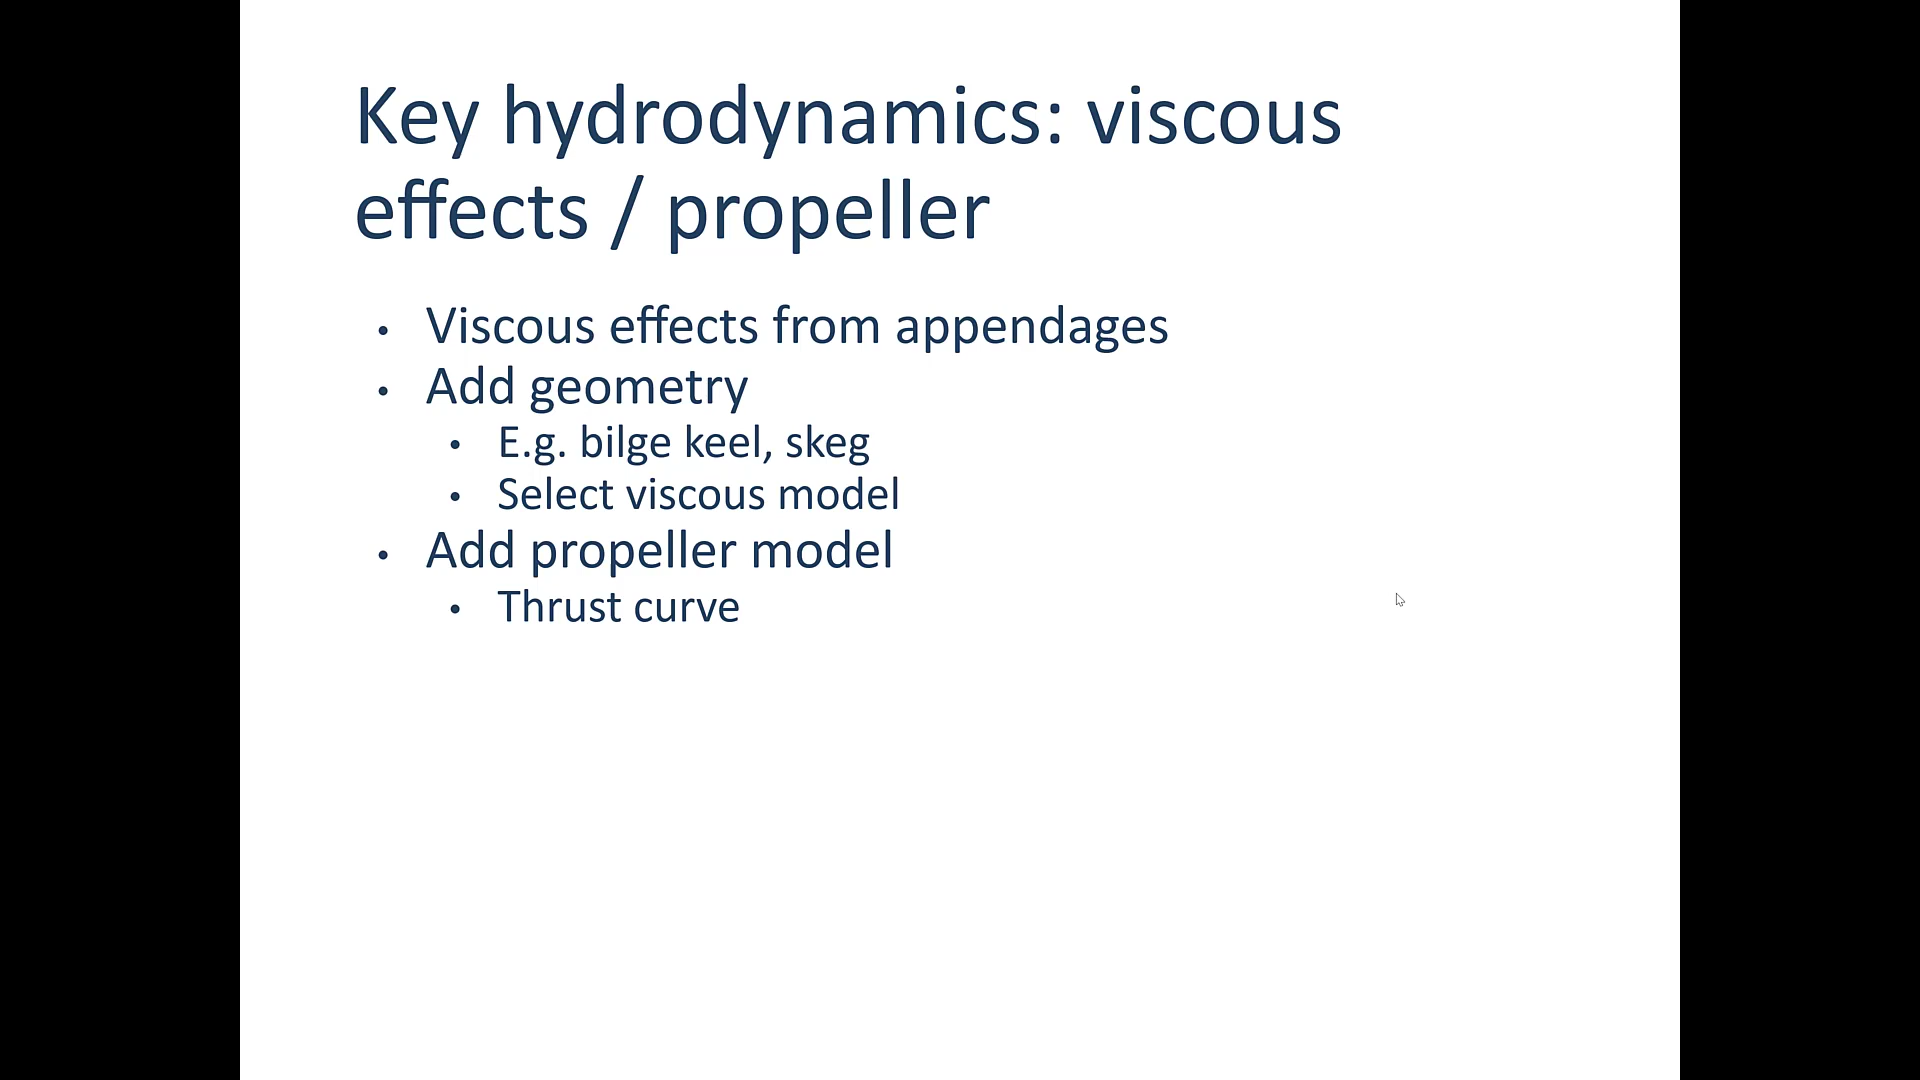 Key hydrodynamics: viscous
effects / propeller
• Viscous effects from appendages
• Add geometry
• E.g. bilge keel, skeg
• Select viscous model
• Add propeller model
• Thrust curve